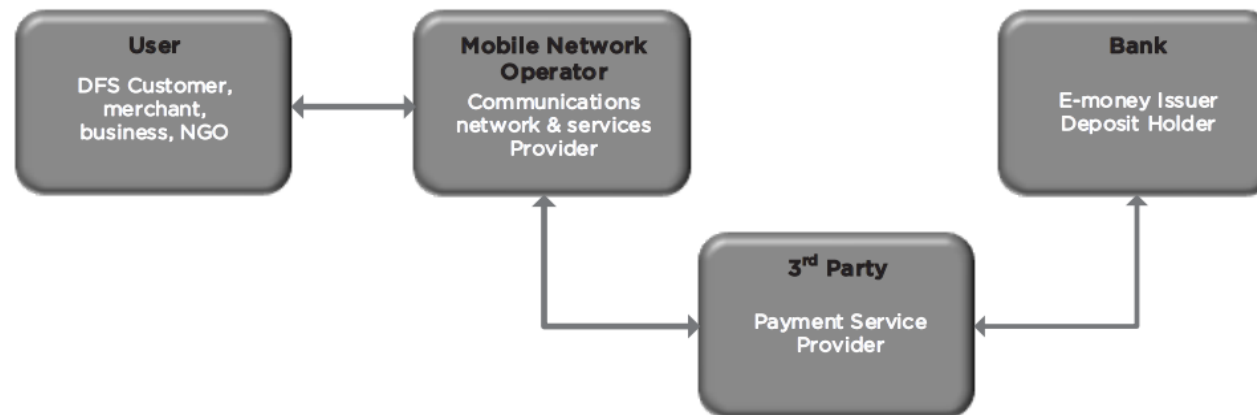 User
DFS Customer,
merchant,
business, NGO
Mobile Network
Operator
Communications
network & services
Provider
Bank
E-money Issuer
Deposit Holder
3rd Party
Payment Service
Provider